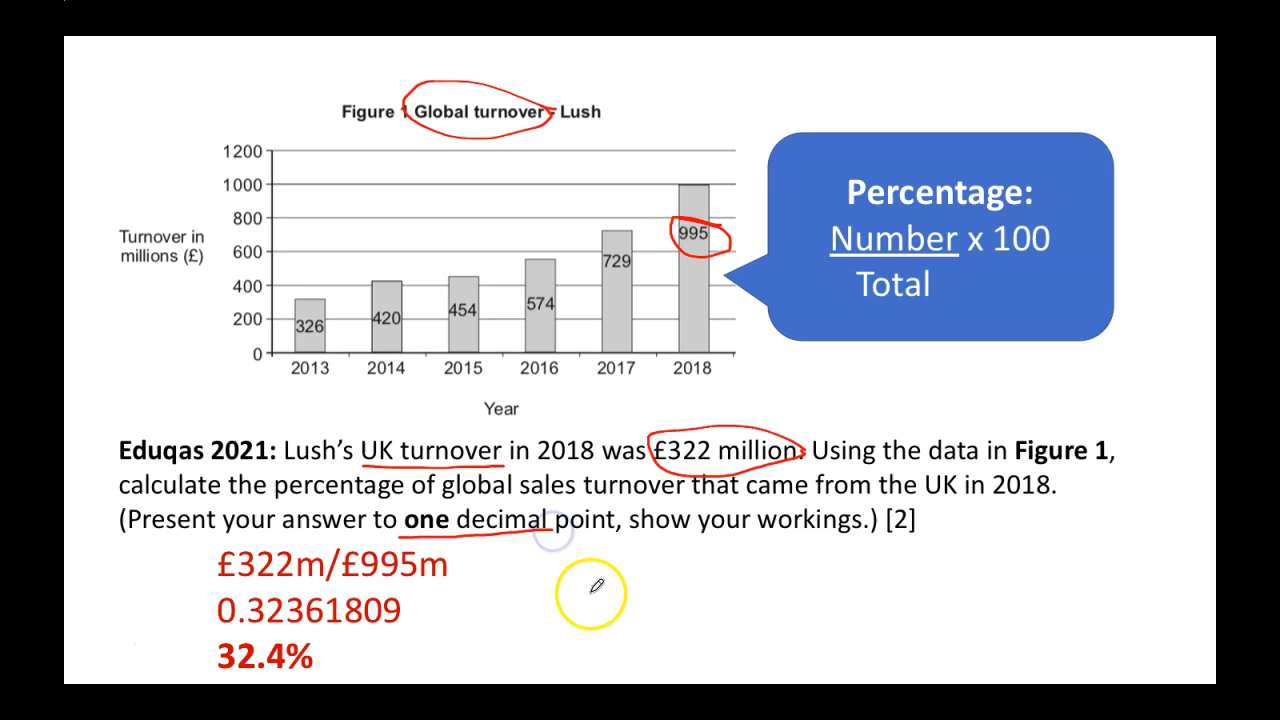 Figure 1 Global turnover - Lush
1200
1000
800
600
400
200
0
Turnover in
millions (£)
326
420
454
574
729
995
2013 2014 2015 2016 2017 2018
Year
Percentage:
Number x 100
Total
Eduqas 2021: Lush’s UK turnover in 2018 was £322 million. Using the data in Figure 1,
calculate the percentage of global sales turnover that came from the UK in 2018.
(Present your answer to one decimal point, show your workings.) [2]
£322m/£995m
0.32361809
32.4%